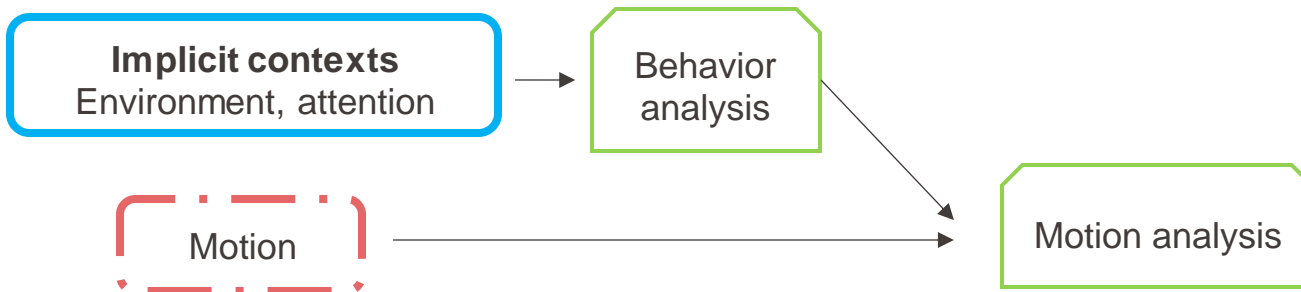 Implicit contexts
Environment, attention
Behavior
analysis
Motion
Motion analysis